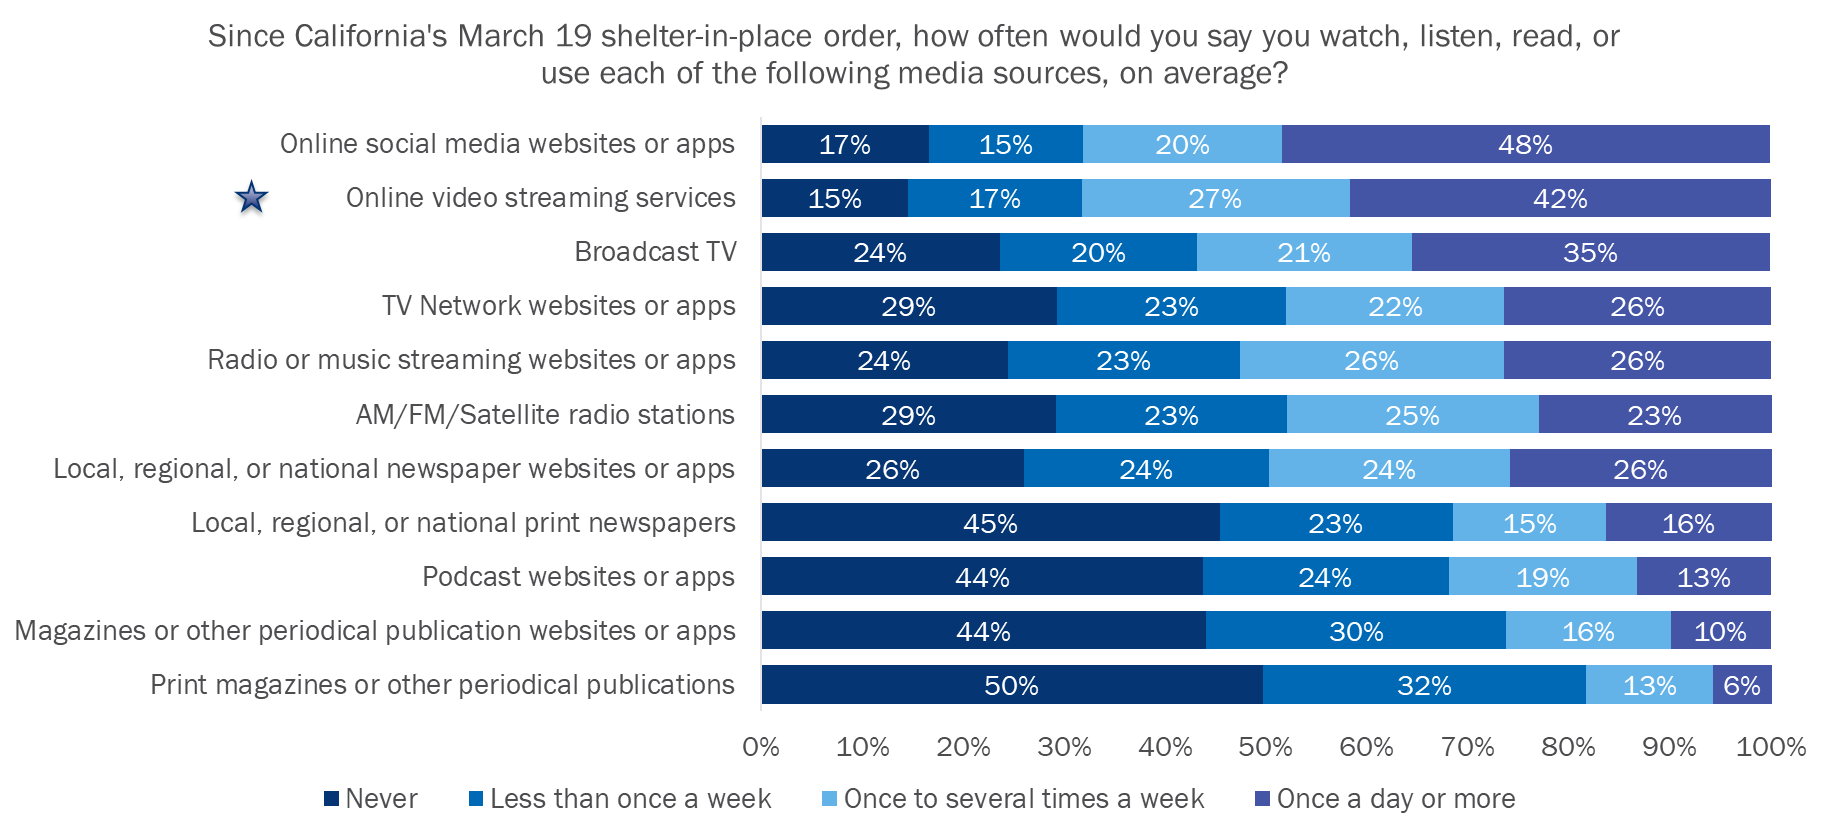 Since California's March 19 shelter-in-place order, how often would you say you watch, listen, read, or
use each of the following media sources, on average?
Online social media websites or apps 17% 15% 20% 48%
Online video streaming services 15% 17% 27% 42%
Broadcast TV 24% 20% 21% 35%
TV Network websites or apps 29% 23% 22% 26%
Radio or music streaming websites or apps 24% 23% 26% 26%
AM/FM/Satellite radio stations 29% 23% 25% 23%
Local, regional, or national newspaper websites or apps 26% 24% 24% 26%
Local, regional, or national print newspapers 45% 23% 15% 16%
Podcast websites or apps 44% 24% 19% 13%
Magazines or other periodical publication websites or apps 44% 30% 16% 10%
Print magazines or other periodical publications 50% 32% 13% 6%
0% 10% 20% 30% 40% 50% 60% 70% 80% 90% 100%
Never Less than once a week Once to several times a week Once a day or more